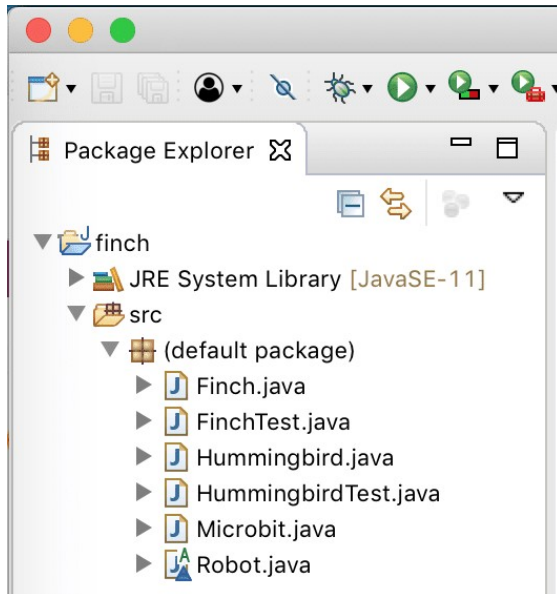 Package Explorer
finch
JRE System Library [JavaSE-11]
src
(default package)
Finch.java
FinchTest.java
Hummingbird.java
HummingbirdTest.java
Microbit.java
Robot.java